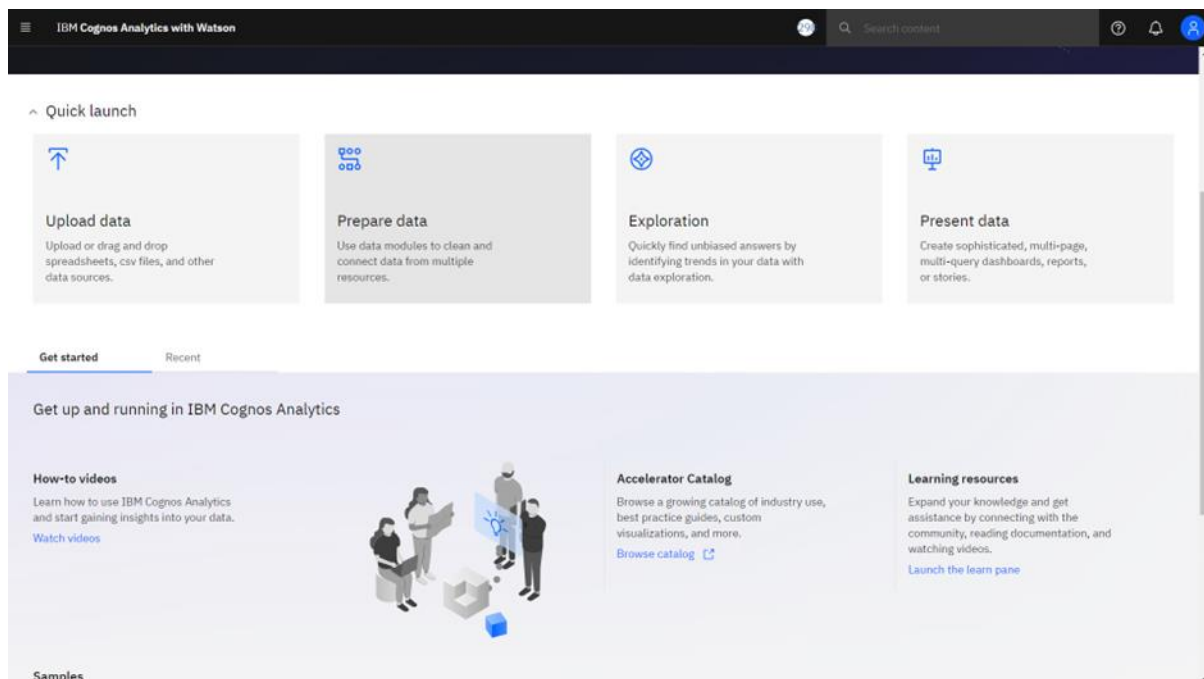 IBM Cognos Analytics with Watson
Search content
Quick launch
Upload data
Upload or drag and drop
spreadsheets, csv files, and other
data sources.
Prepare data
Use data modules to clean and
connect data from multiple
resources.
Exploration
Quickly find unbiased answers by
identifying trends in your data with
data exploration.
Present data
Create sophisticated, multi-page,
multi-query dashboards, reports,
or stories.
Get started
Recent
Get up and running in IBM Cognos Analytics
How-to videos
Learn how to use IBM Cognos Analytics
and start gaining insights into your data.
Watch videos
Accelerator Catalog
Browse a growing catalog of industry use,
best practice guides, custom
visualizations, and more.
Browse catalog
Learning resources
Expand your knowledge and get
assistance by connecting with the
community, reading documentation, and
watching videos.
Launch the learn pane
Samples